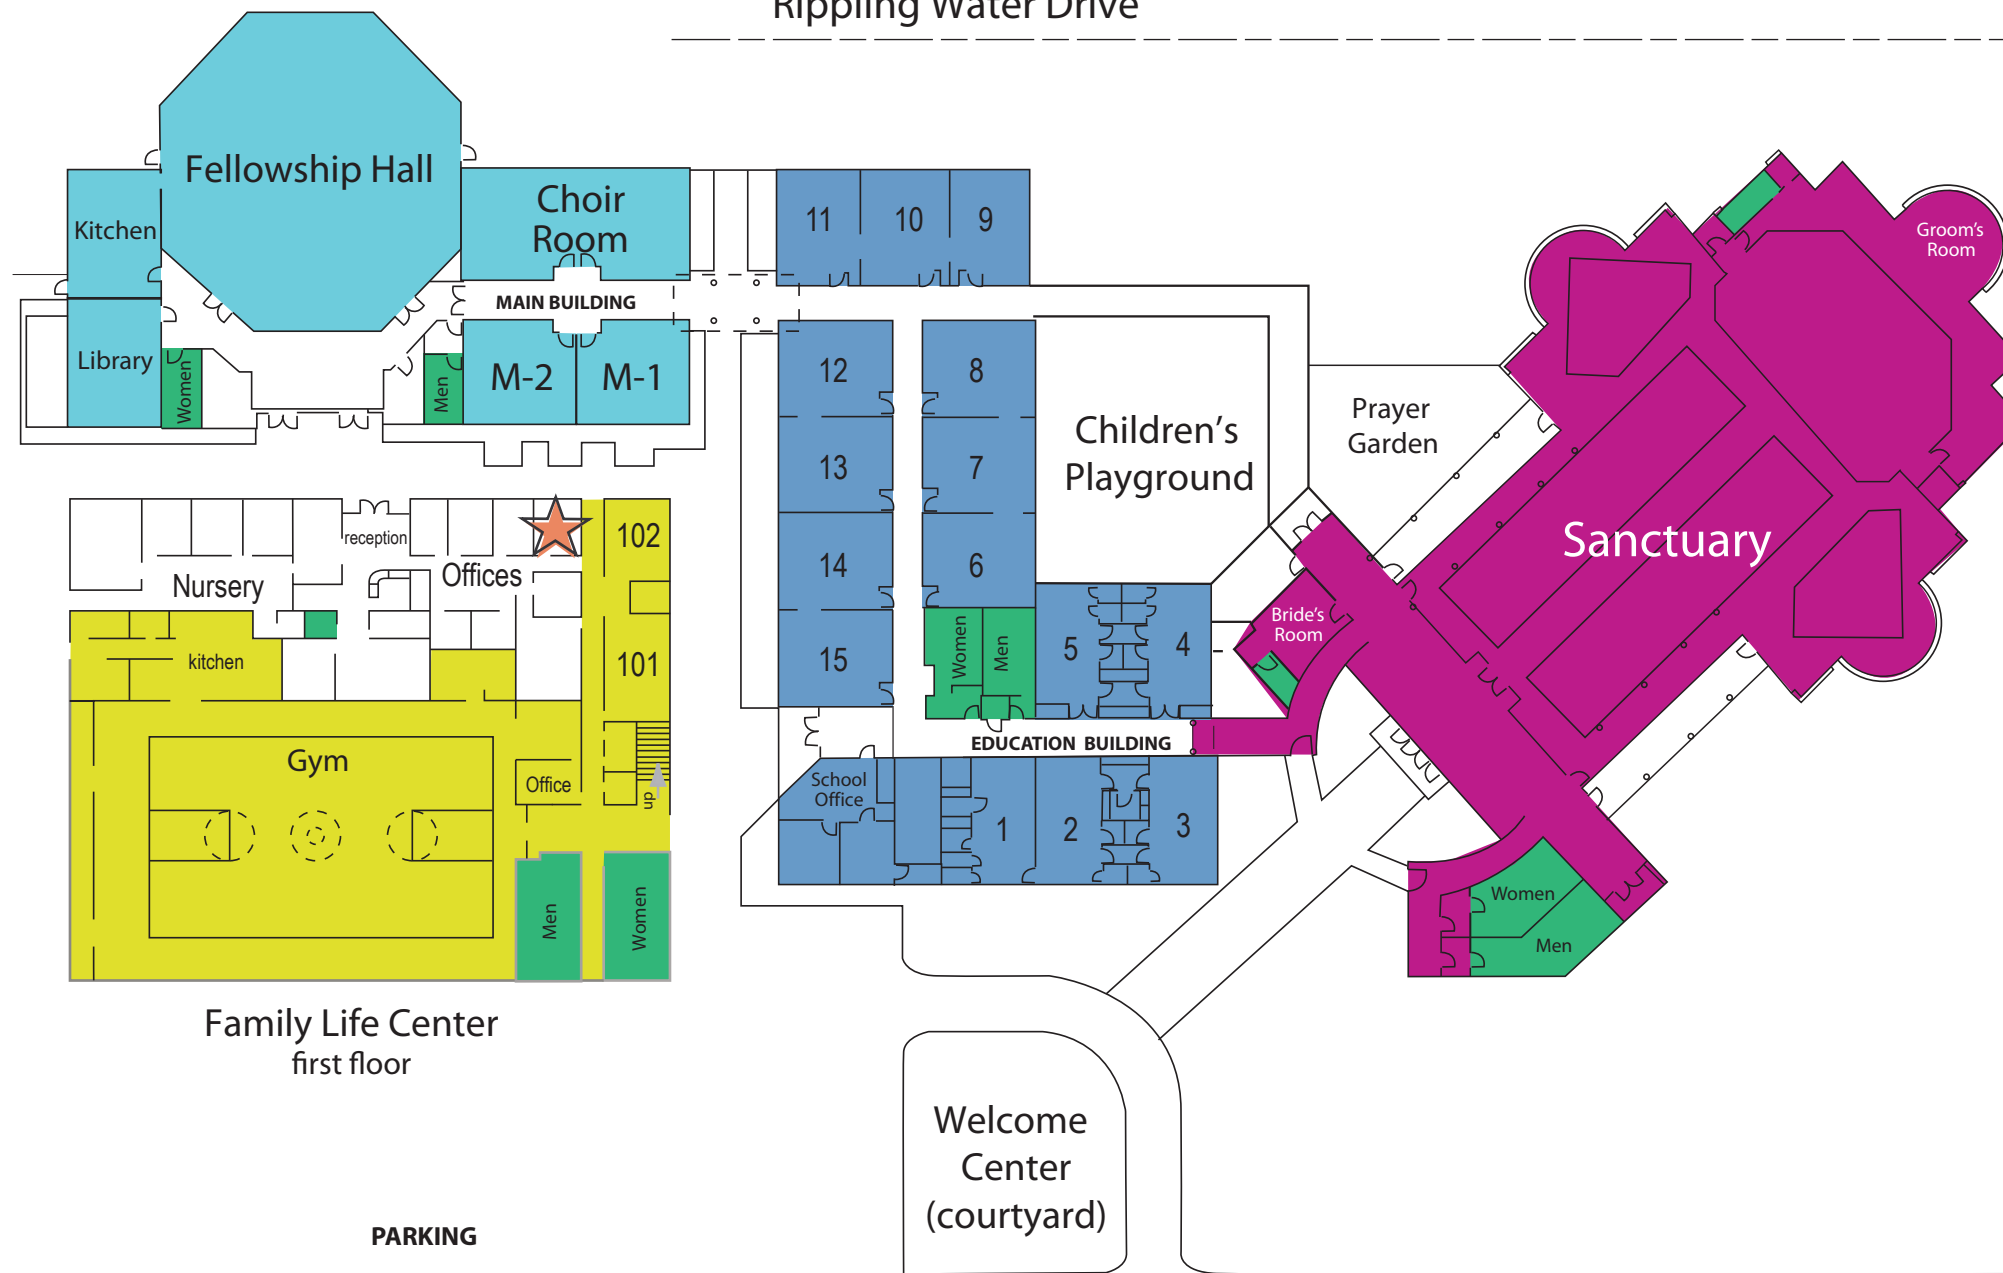 Rippling Water Drive
Fellowship Hall
Kitchen
Choir
Room
MAIN BUILDING
Library
Women
Men
M-2
M-1
11
10
9
12
8
13
7
14
6
15
Women
Men
5
4
Children's
Playground
Prayer
Garden
Groom's
Room
Sanctuary
Bride's
Room
EDUCATION BUILDING
School
Office
1
2
3
Women
Men
reception
Nursery
Offices
102
101
kitchen
Gym
Office
up
Men
Women
Family Life Center
first floor
Welcome
Center
(courtyard)
PARKING